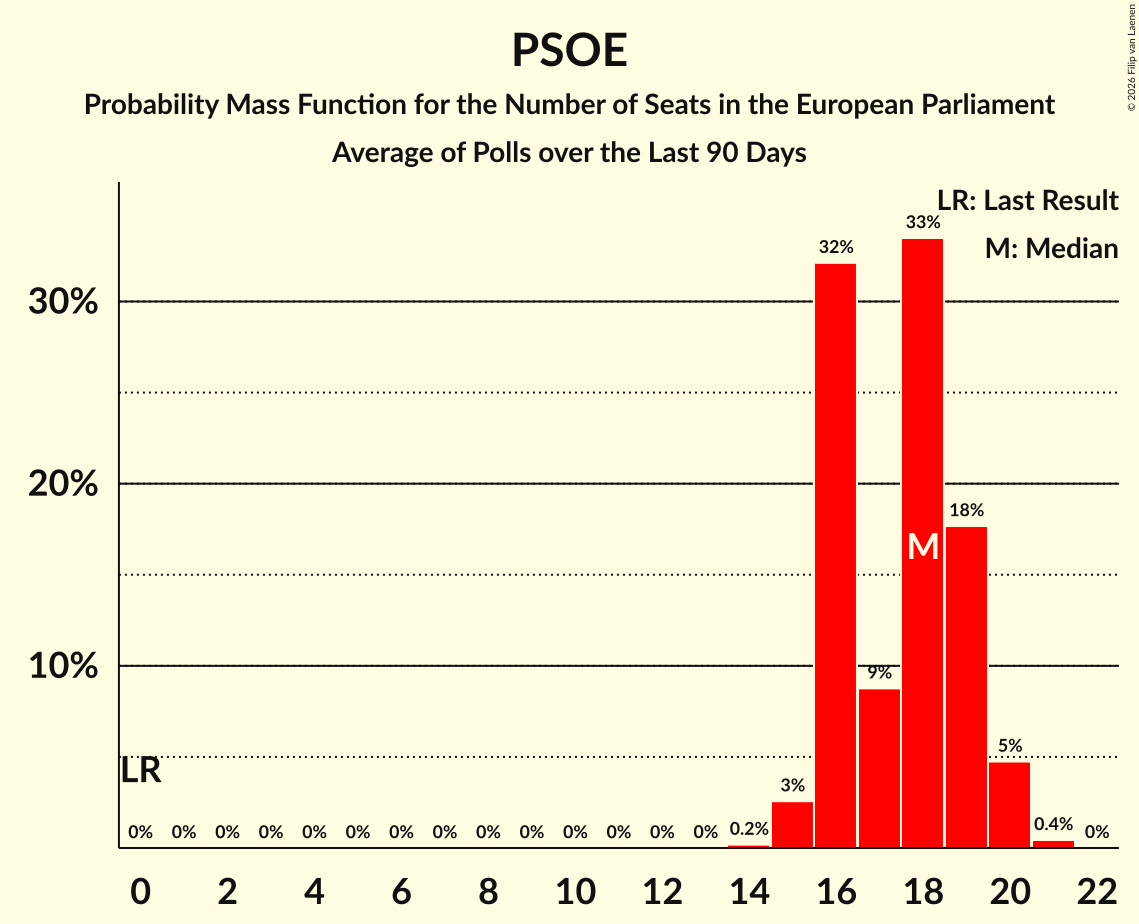 PSOE
Probability Mass Function for the Number of Seats in the European Parliament
Average of Polls over the Last 90 Days
© 2026 Filip van Laenen
LR: Last Result
M: Median
30%
20%
10%
LR
M
0% 0% 0% 0% 0% 0% 0% 0% 0% 0% 0% 0% 0% 0% 0.2% 3% 32% 9% 33% 18% 5% 0.4% 0%
0 2 4 6 8 10 12 14 16 18 20 22